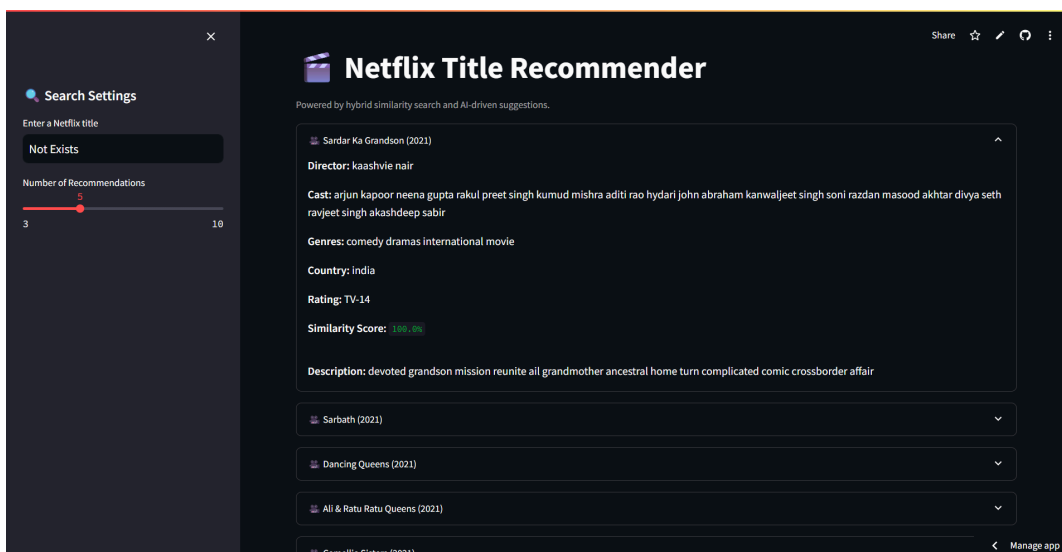 Share
Netflix Title Recommender
Search Settings
Powered by hybrid similarity search and AI-driven suggestions.
Enter a Netflix title
Not Exists
Number of Recommendations
5
3 10
Sardar Ka Grandson (2021)
Director: kaashvie nair
Cast: arjun kapoor neena gupta rakul preet singh kumud mishra aditi rao hydari john abraham kanwaljeet singh soni razdan masood akhtar divya seth
ravjeet singh akashdeep sabir
Genres: comedy dramas international movie
Country: india
Rating: TV-14
Similarity Score: 100.0%
Description: devoted grandson mission reunite ail grandmother ancestral home turn complicated comic crossborder affair
Sarbath (2021)
Dancing Queens (2021)
Ali & Ratu Ratu Queens (2021)
Camellia Sisters (2021)
Manage app